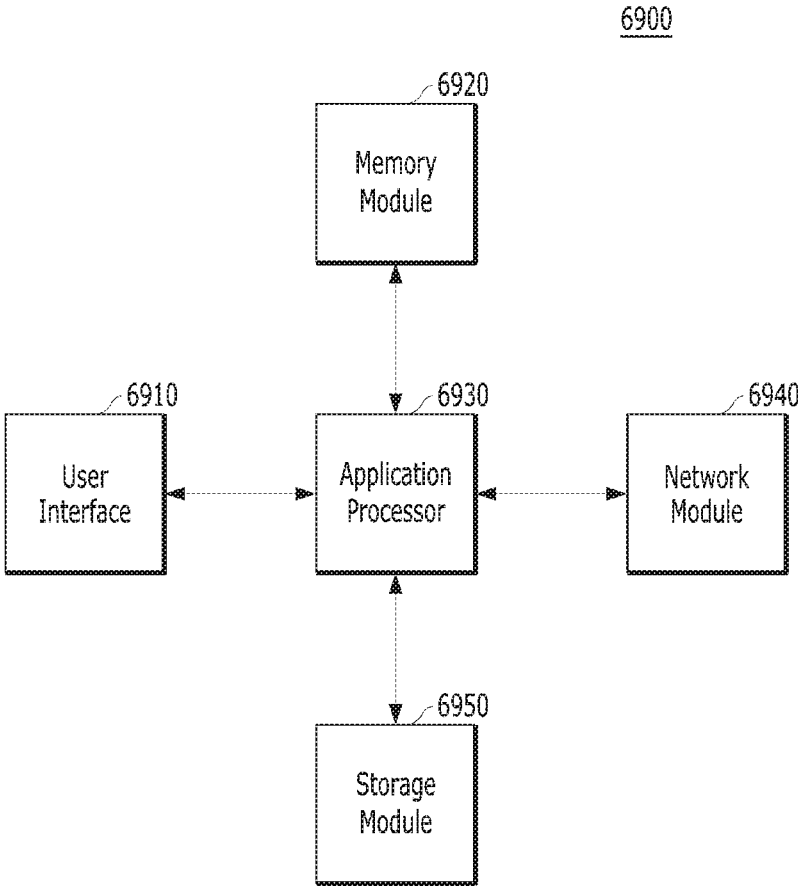 6900
6920
Memory
Module
6910
User
Interface
6930
Application
Processor
6940
Network
Module
6950
Storage
Module